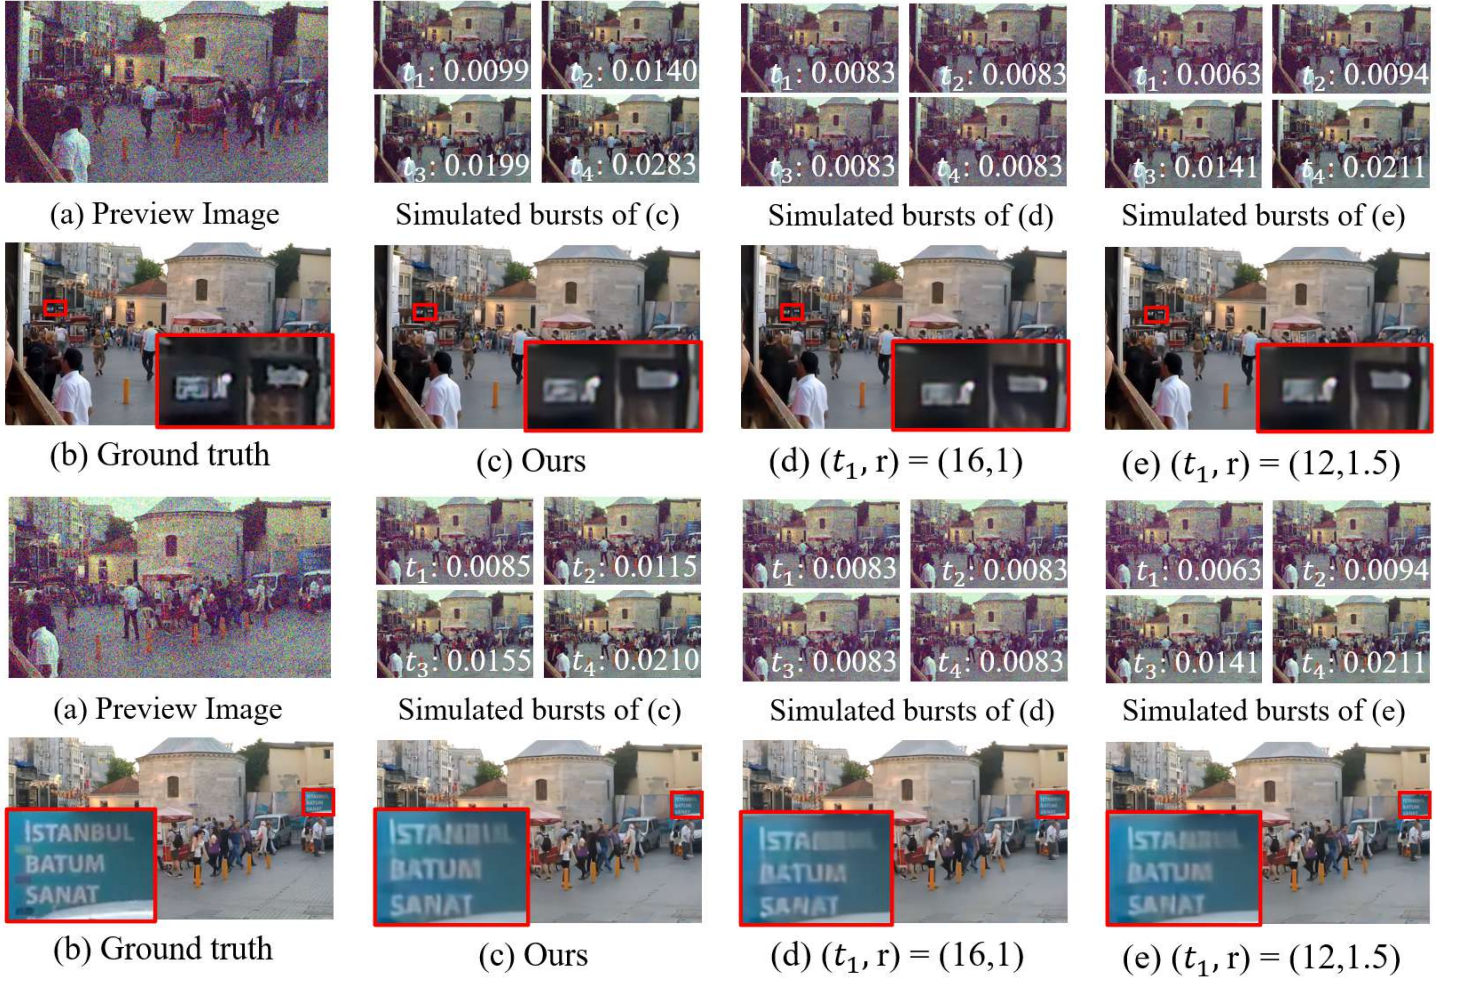 t₁: 0.0099 t₂: 0.0140
t₃: 0.0199 t₄: 0.0283
t₁: 0.0083 t₂: 0.0083
t₃: 0.0083 t₄: 0.0083
t₁: 0.0063 t₂: 0.0094
t₃: 0.0141 t₄: 0.0211
(a) Preview Image
Simulated bursts of (c)
Simulated bursts of (d)
Simulated bursts of (e)
(b) Ground truth
(c) Ours
(d) (t₁, r) = (16,1)
(e) (t₁, r) = (12,1.5)
t₁: 0.0085 t₂: 0.0115
t₃: 0.0155 t₄: 0.0210
t₁: 0.0083 t₂: 0.0083
t₃: 0.0083 t₄: 0.0083
t₁: 0.0063 t₂: 0.0094
t₃: 0.0141 t₄: 0.0211
(a) Preview Image
Simulated bursts of (c)
Simulated bursts of (d)
Simulated bursts of (e)
İSTANBUL
BATUM
SANAT
İSTANBUL
BATUM
SANAT
İSTANBUL
BATUM
SANAT
İSTANBUL
BATUM
SANAT
(b) Ground truth
(c) Ours
(d) (t₁, r) = (16,1)
(e) (t₁, r) = (12,1.5)